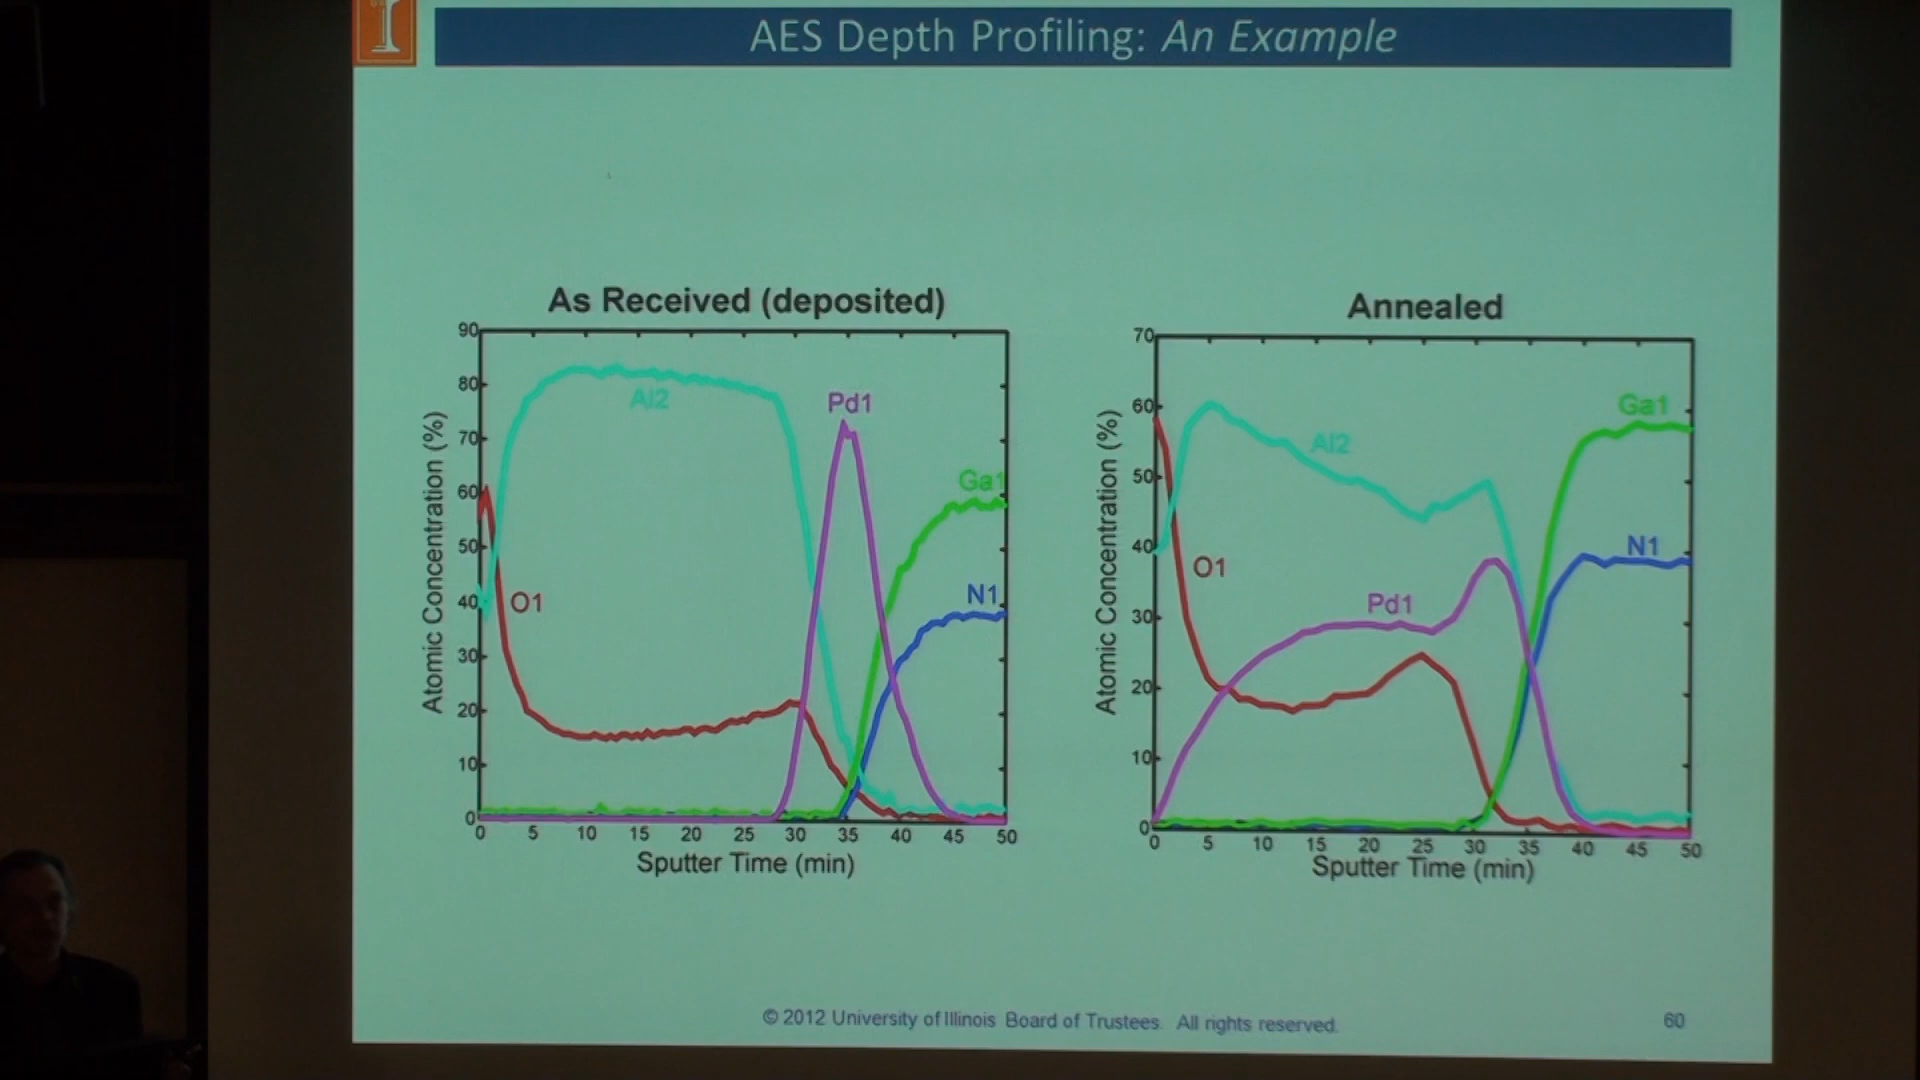 I
AES Depth Profiling: An Example
As Received (deposited)
Atomic Concentration (%)
90
80
70
60
50
40
30
20
10
0
Al2
Pd1
Ga1
N1
O1
0 5 10 15 20 25 30 35 40 45 50
Sputter Time (min)
Annealed
Atomic Concentration (%)
70
60
50
40
30
20
10
0
Ga1
Al2
N1
O1
Pd1
0 5 10 15 20 25 30 35 40 45 50
Sputter Time (min)
© 2012 University of Illinois Board of Trustees. All rights reserved.
60